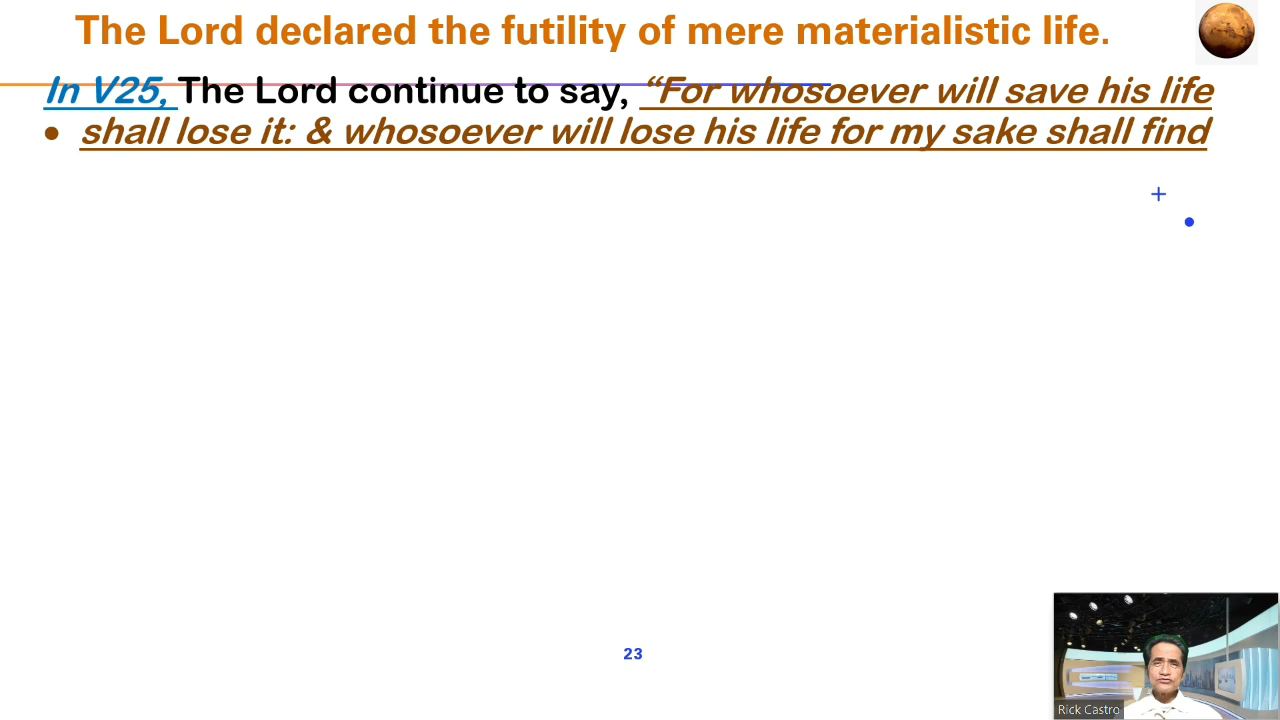 The Lord declared the futility of mere materialistic life.
In V25, The Lord continue to say, “For whosoever will save his life
• shall lose it: & whosoever will lose his life for my sake shall find
23
Rick Castro